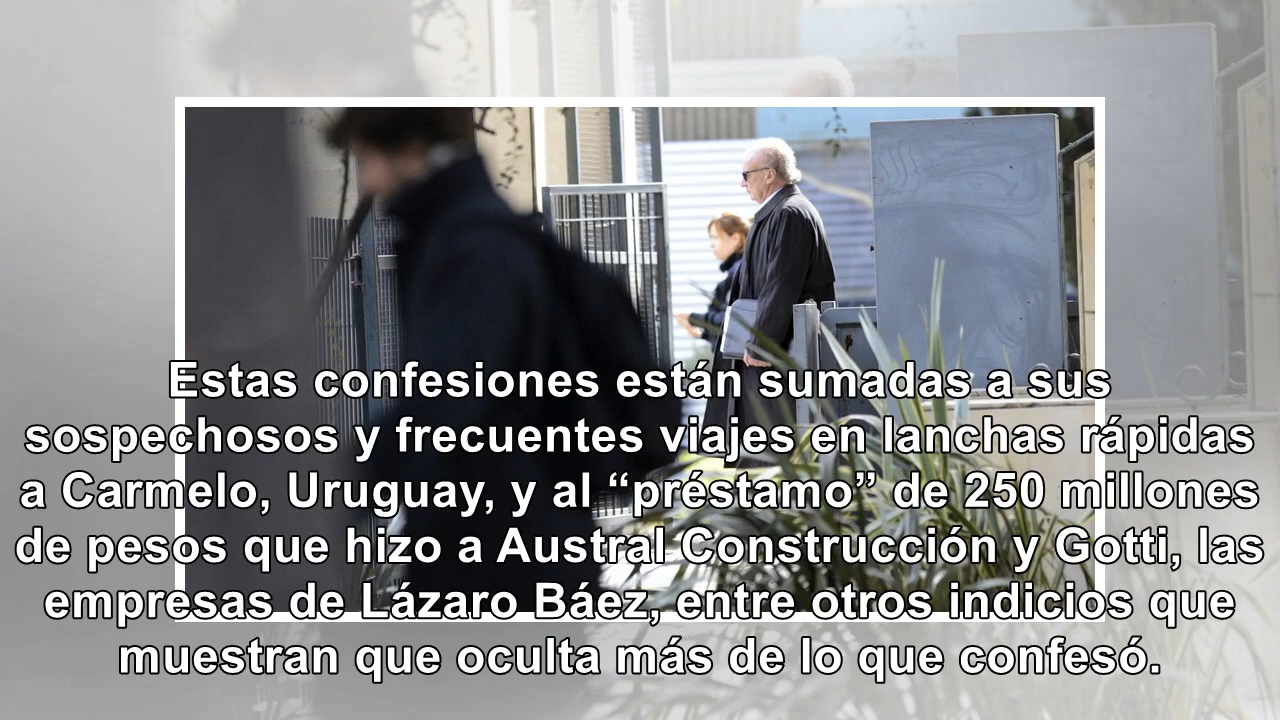 Estas confesiones están sumadas a sus
sospechosos y frecuentes viajes en lanchas rápidas
a Carmelo, Uruguay, y al “préstamo” de 250 millones
de pesos que hizo a Austral Construcción y Gotti, las
empresas de Lázaro Báez, entre otros indicios que
muestran que oculta más de lo que confesó.